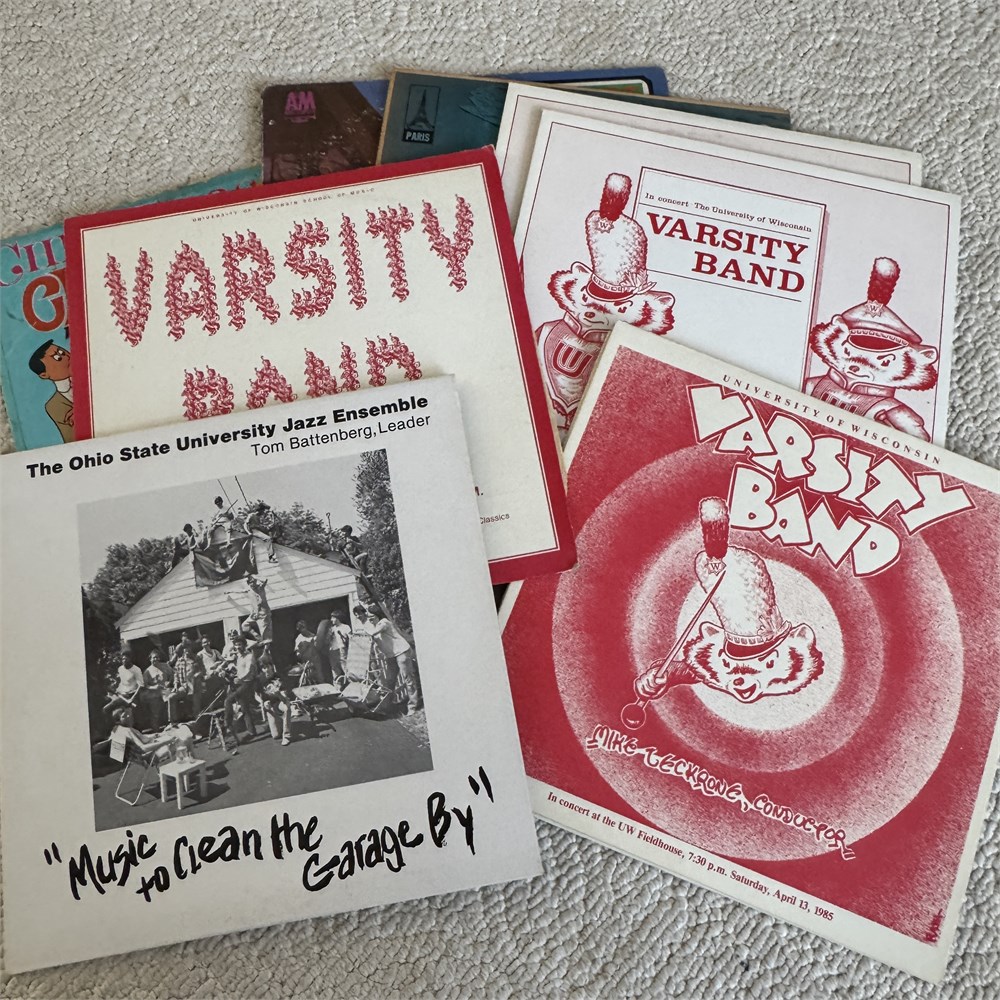 AM
PARIS
CHI
UNIVERSITY OF WISCONSIN SCHOOL OF MUSIC
VARSITY
BAND
Classics
In concert The University of Wisconsin
VARSITY
BAND
W
U
W
UNIVERSITY OF WISCONSIN
VARSITY
BAND
W
MIKE LECKRONE, CONDUCTOR
In concert at the UW Fieldhouse, 7:30 p.m. Saturday, April 13, 1985
The Ohio State University Jazz Ensemble
Tom Battenberg, Leader
"Music
to Clean the
Garage By"